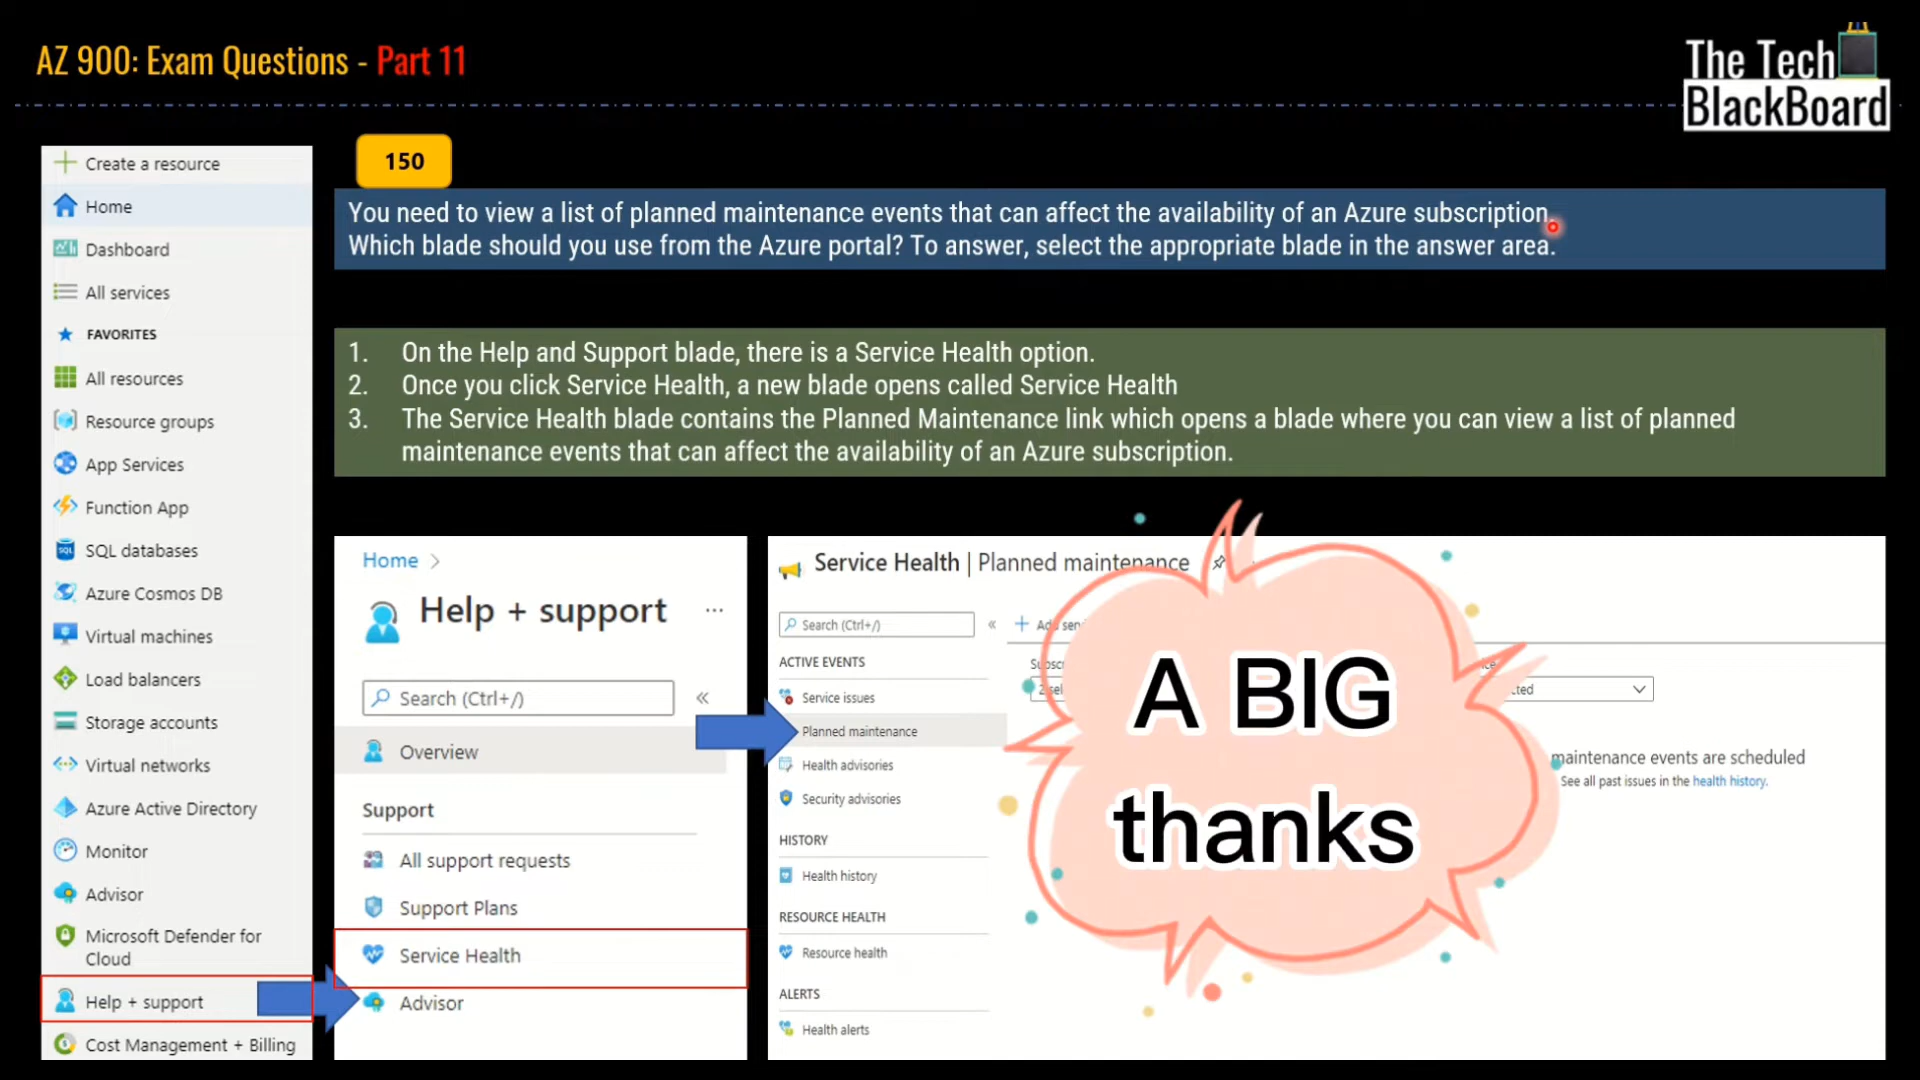 AZ 900: Exam Questions - Part 11
The Tech
BlackBoard
Create a resource
Home
Dashboard
All services
FAVORITES
All resources
Resource groups
App Services
Function App
SQL databases
Azure Cosmos DB
Virtual machines
Load balancers
Storage accounts
Virtual networks
Azure Active Directory
Monitor
Advisor
Microsoft Defender for
Cloud
Help + support
Cost Management + Billing
150
You need to view a list of planned maintenance events that can affect the availability of an Azure subscription.
Which blade should you use from the Azure portal? To answer, select the appropriate blade in the answer area.
1. On the Help and Support blade, there is a Service Health option.
2. Once you click Service Health, a new blade opens called Service Health
3. The Service Health blade contains the Planned Maintenance link which opens a blade where you can view a list of planned
maintenance events that can affect the availability of an Azure subscription.
Home >
Help + support ...
Search (Ctrl+/) «
Overview
Support
All support requests
Support Plans
Service Health
Advisor
Service Health | Planned maintenance
Search (Ctrl+/) «
ACTIVE EVENTS
Service issues
Planned maintenance
Health advisories
Security advisories
HISTORY
Health history
RESOURCE HEALTH
Resource health
ALERTS
Health alerts
maintenance events are scheduled
See all past issues in the health history.
A BIG
thanks